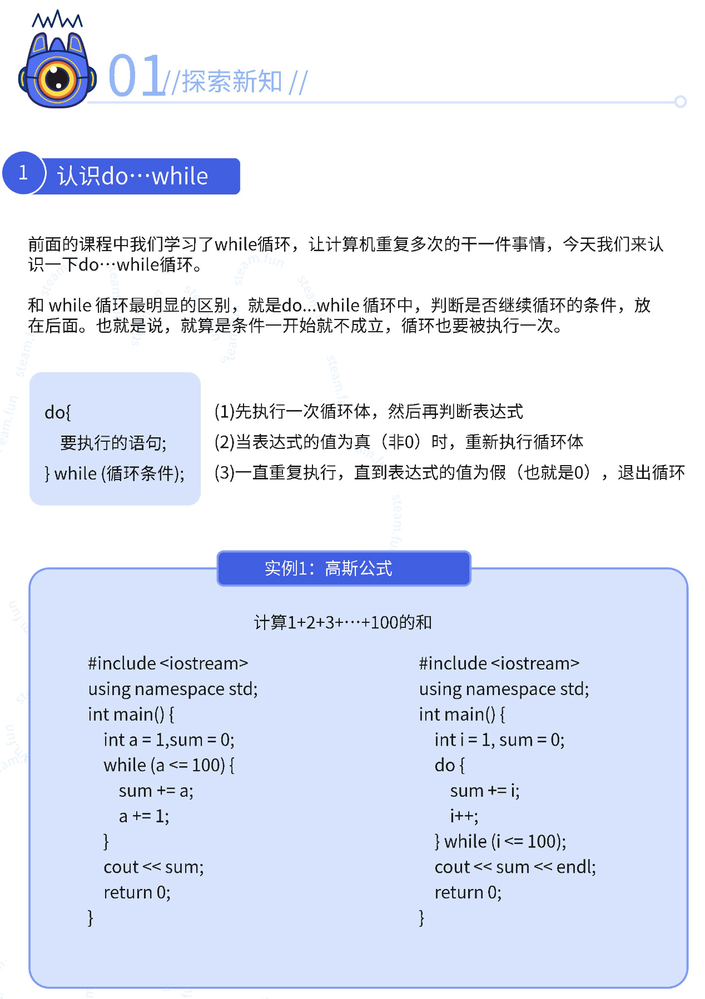 01//探索新知 //
1 认识do…while
前面的课程中我们学习了while循环，让计算机重复多次的干一件事情，今天我们来认
识一下do…while循环。
和 while 循环最明显的区别，就是do...while 循环中，判断是否继续循环的条件，放
在后面。也就是说，就算是条件一开始就不成立，循环也要被执行一次。
do{
要执行的语句;
} while (循环条件);
(1)先执行一次循环体，然后再判断表达式
(2)当表达式的值为真（非0）时，重新执行循环体
(3)一直重复执行，直到表达式的值为假（也就是0），退出循环
实例1：高斯公式
计算1+2+3+…+100的和
#include <iostream>
using namespace std;
int main() {
int a = 1,sum = 0;
while (a <= 100) {
sum += a;
a += 1;
}
cout << sum;
return 0;
}
#include <iostream>
using namespace std;
int main() {
int i = 1, sum = 0;
do {
sum += i;
i++;
} while (i <= 100);
cout << sum << endl;
return 0;
}